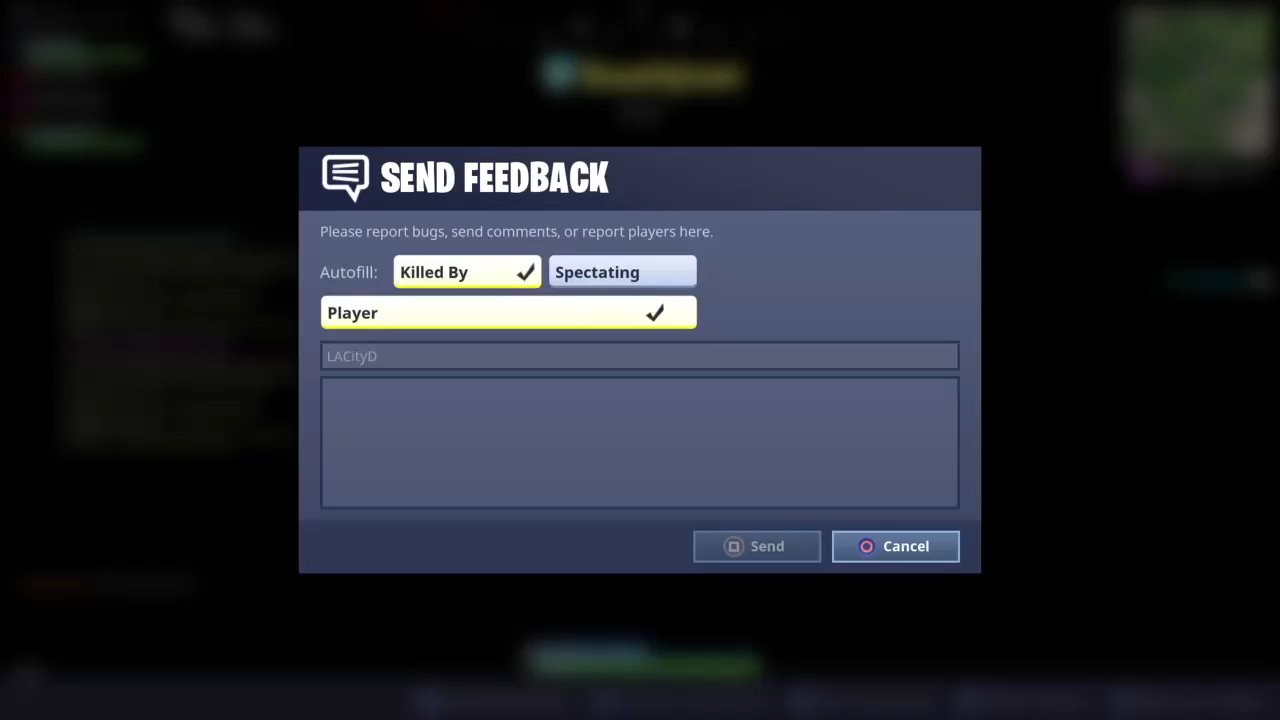 SEND FEEDBACK
Please report bugs, send comments, or report players here.
Autofill: Killed By Spectating
Player
LACityD
Send Cancel